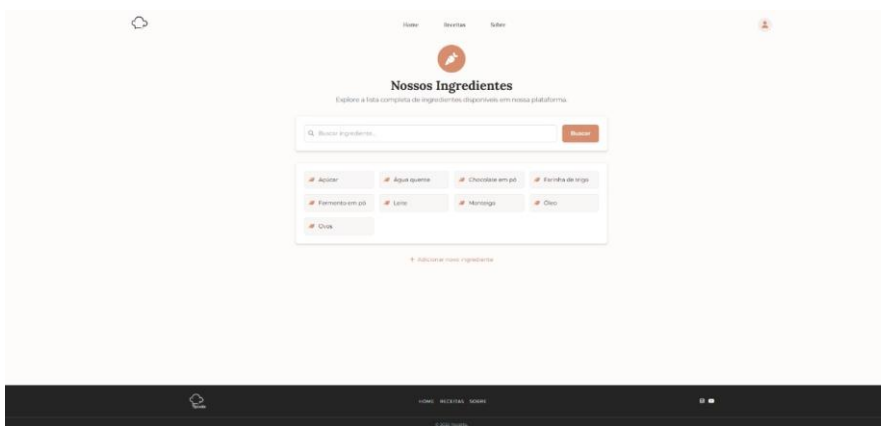 Home Receitas Sobre
Nossos Ingredientes
Explore a lista completa de ingredientes disponíveis em nossa plataforma.
Buscar ingrediente...
Buscar
Açúcar Água quente Chocolate em pó Farinha de trigo
Fermento em pó Leite Manteiga Óleo
Ovos
+ Adicionar novo ingrediente
HOME RECEITAS SOBRE